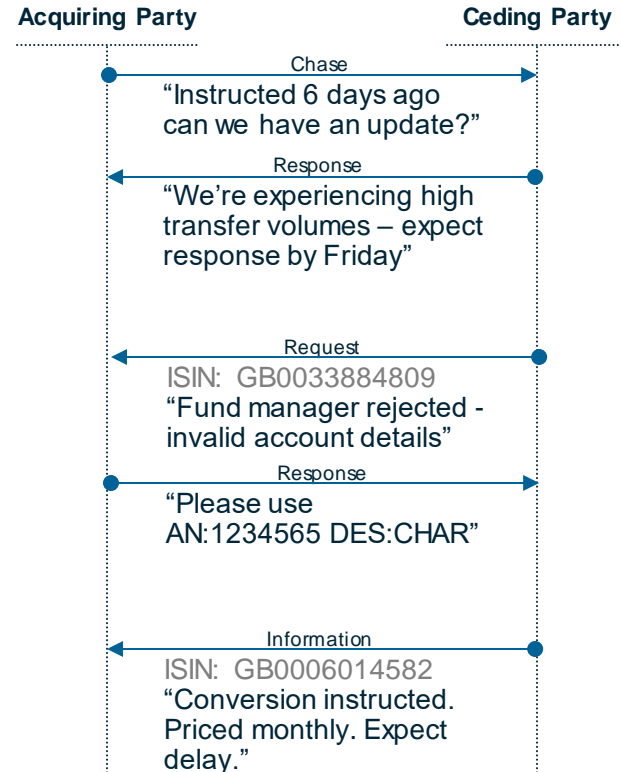 Acquiring Party
Ceding Party
Chase
“Instructed 6 days ago
can we have an update?”
Response
“We’re experiencing high
transfer volumes – expect
response by Friday”
Request
ISIN: GB0033884809
“Fund manager rejected -
invalid account details”
Response
“Please use
AN:1234565 DES:CHAR”
Information
ISIN: GB0006014582
“Conversion instructed.
Priced monthly. Expect
delay.”